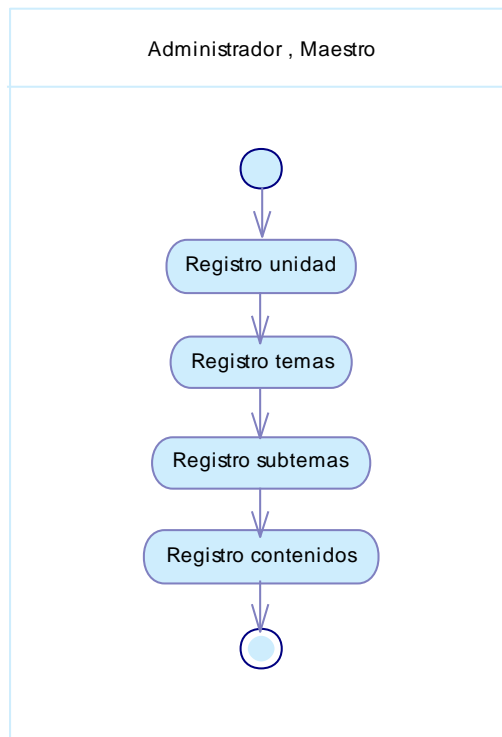 Administrador , Maestro
Registro unidad
Registro temas
Registro subtemas
Registro contenidos